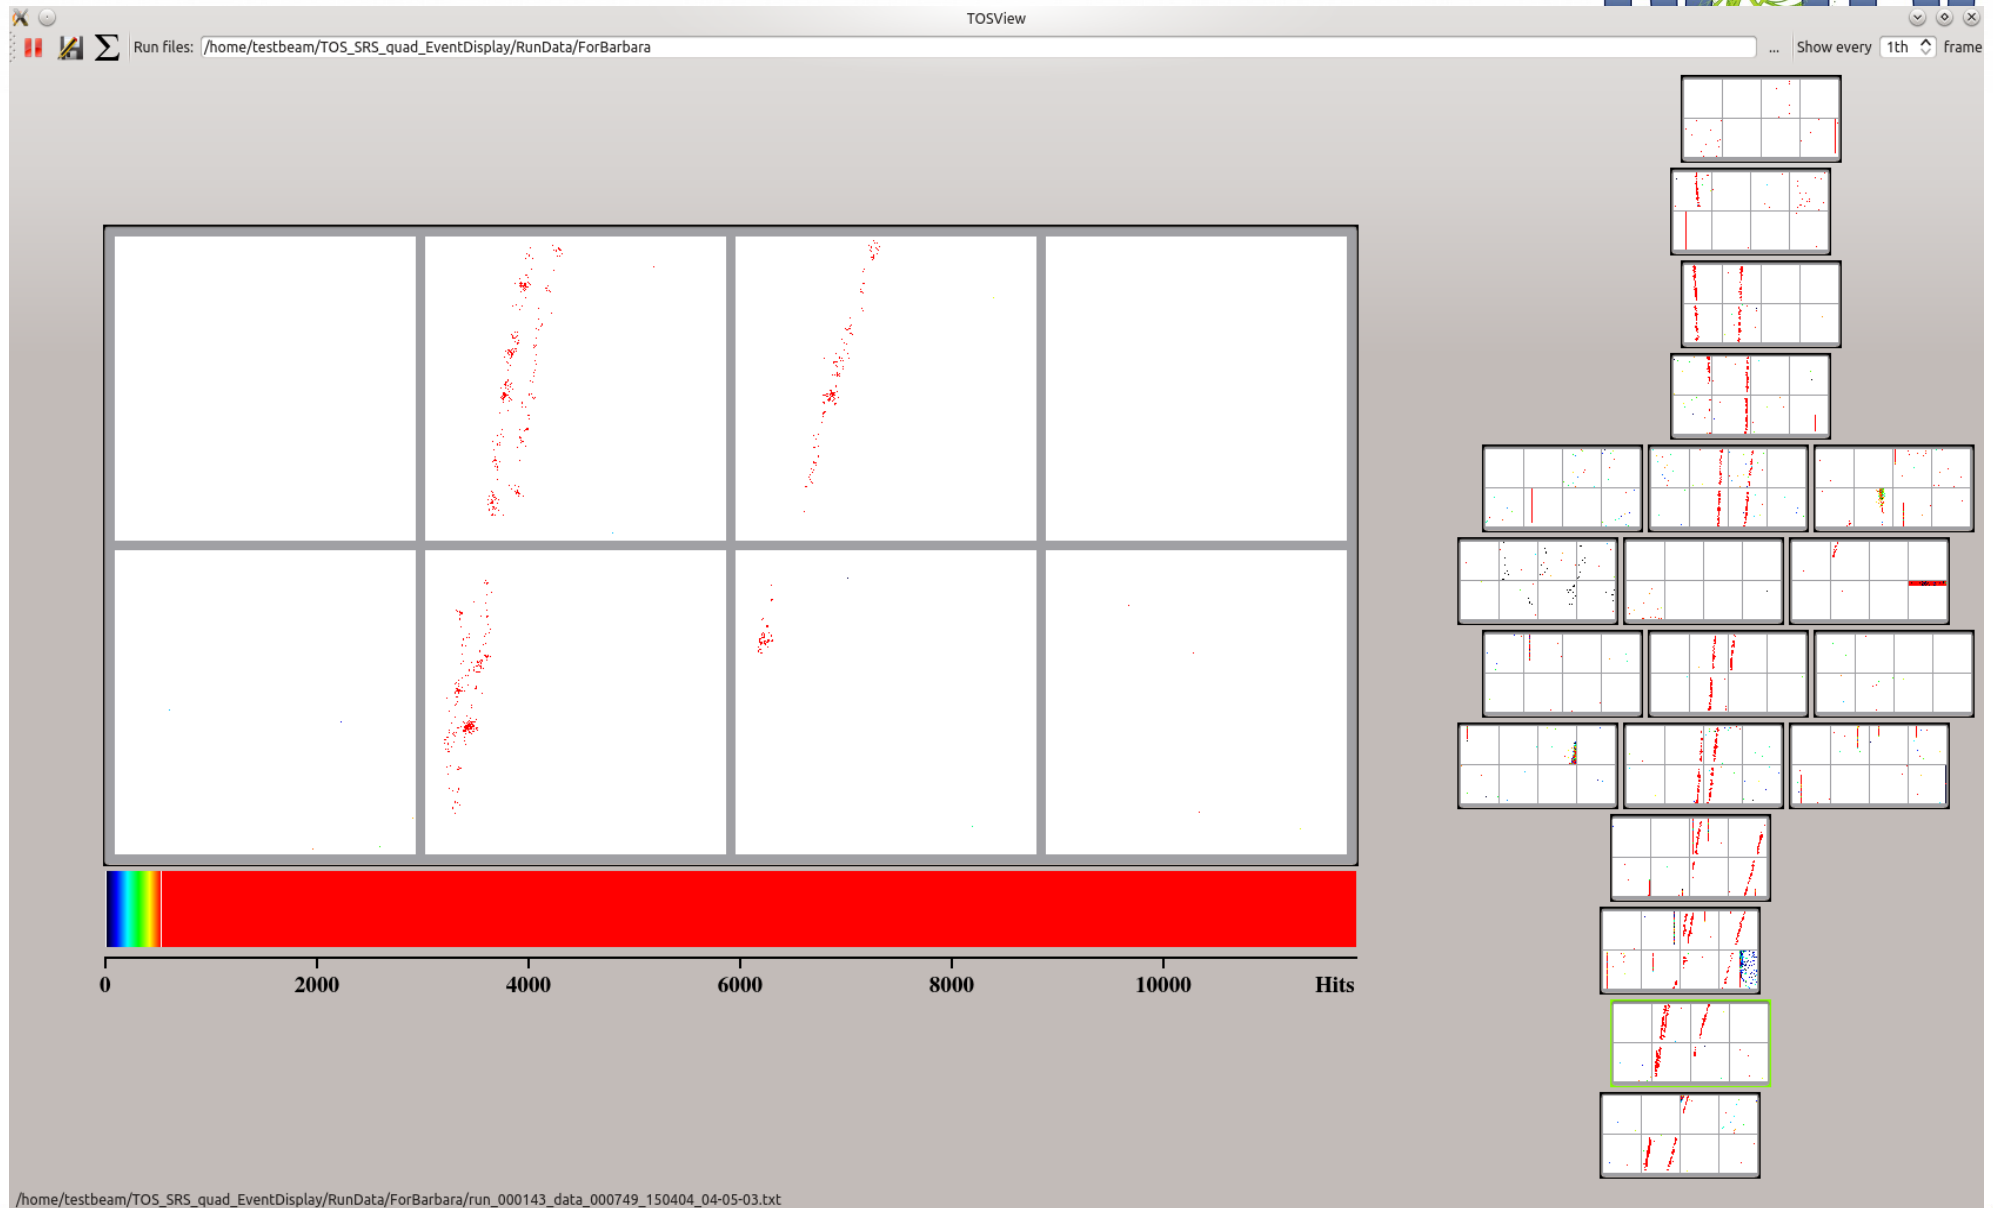 TOSView
Run files: /home/testbeam/TOS_SRS_quad_EventDisplay/RunData/ForBarbara ... Show every 1th frame
0 2000 4000 6000 8000 10000 Hits
/home/testbeam/TOS_SRS_quad_EventDisplay/RunData/ForBarbara/run_000143_data_000749_150404_04-05-03.txt